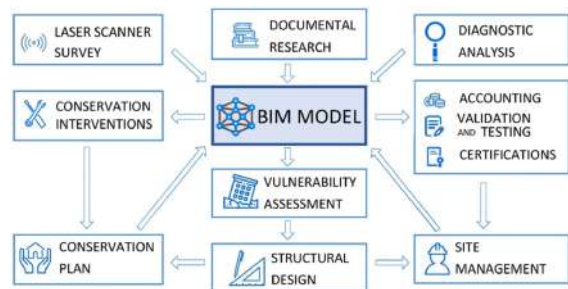 LASER SCANNER
SURVEY
DOCUMENTAL
RESEARCH
DIAGNOSTIC
ANALYSIS
CONSERVATION
INTERVENTIONS
BIM MODEL
ACCOUNTING
VALIDATION
AND TESTING
CERTIFICATIONS
VULNERABILITY
ASSESSMENT
CONSERVATION
PLAN
STRUCTURAL
DESIGN
SITE
MANAGEMENT